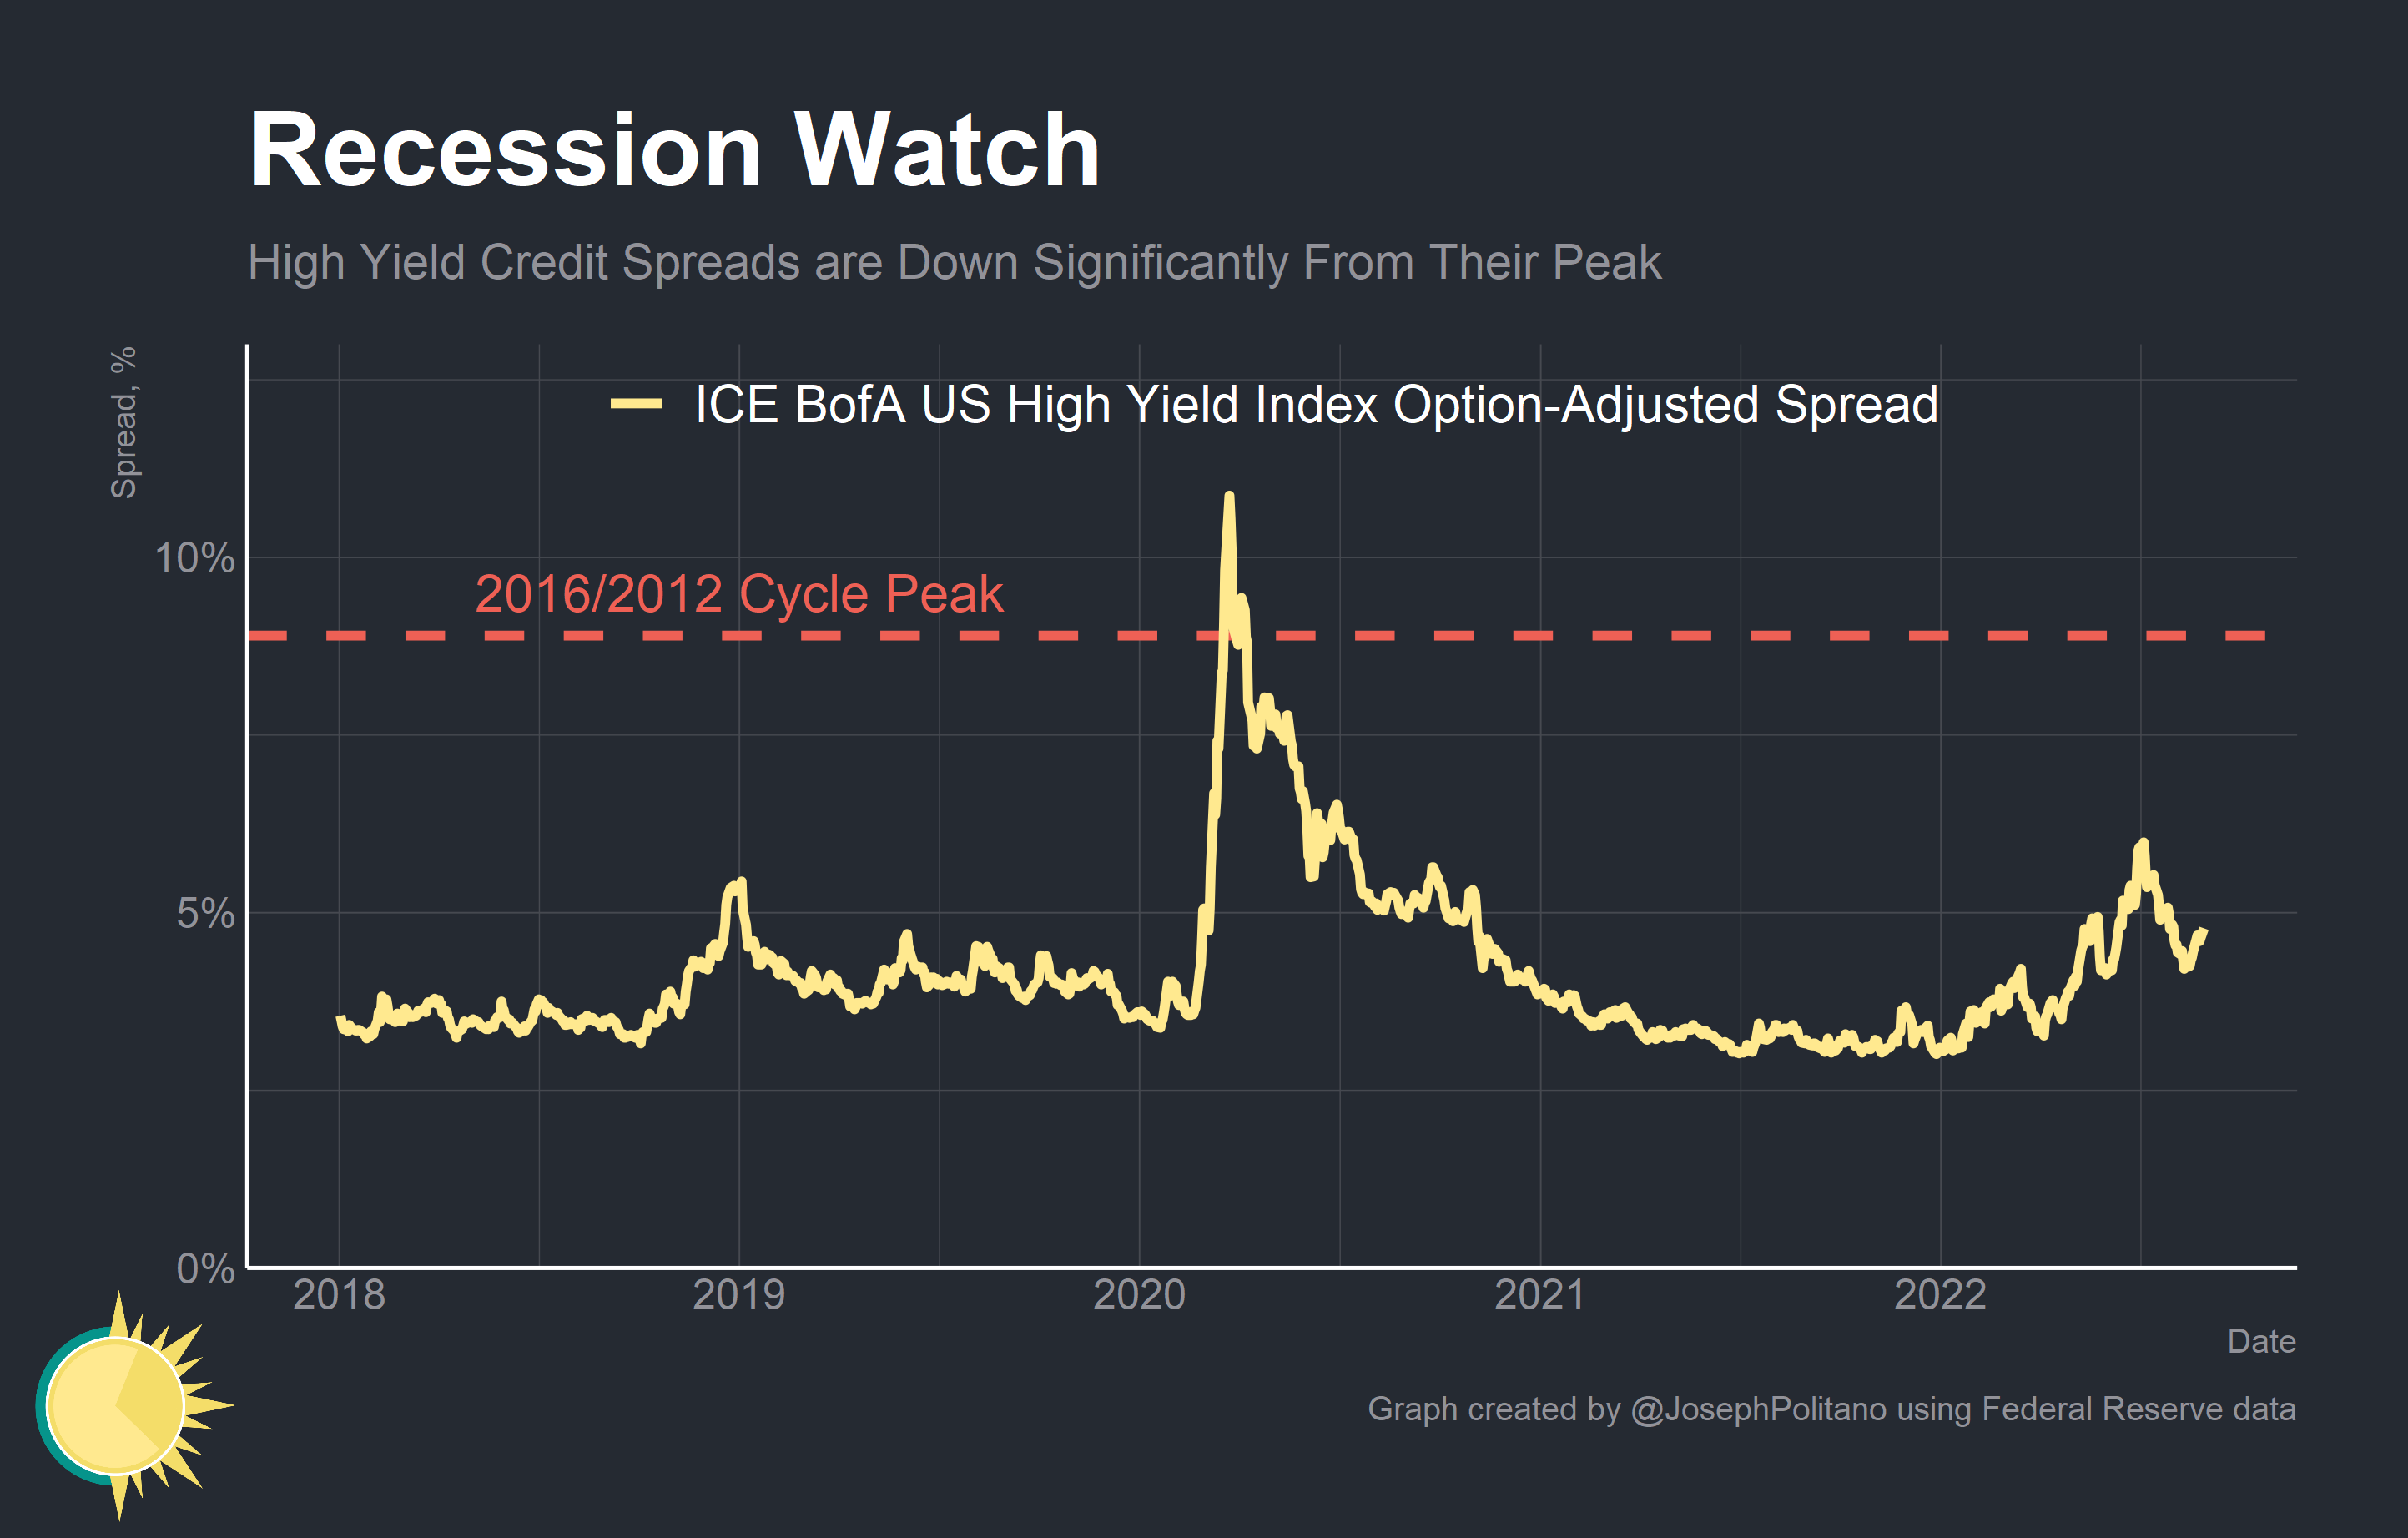 Recession Watch
High Yield Credit Spreads are Down Significantly From Their Peak
Spread, %
ICE BofA US High Yield Index Option-Adjusted Spread
10%
2016/2012 Cycle Peak
5%
0%
2018 2019 2020 2021 2022
Date
Graph created by @JosephPolitano using Federal Reserve data